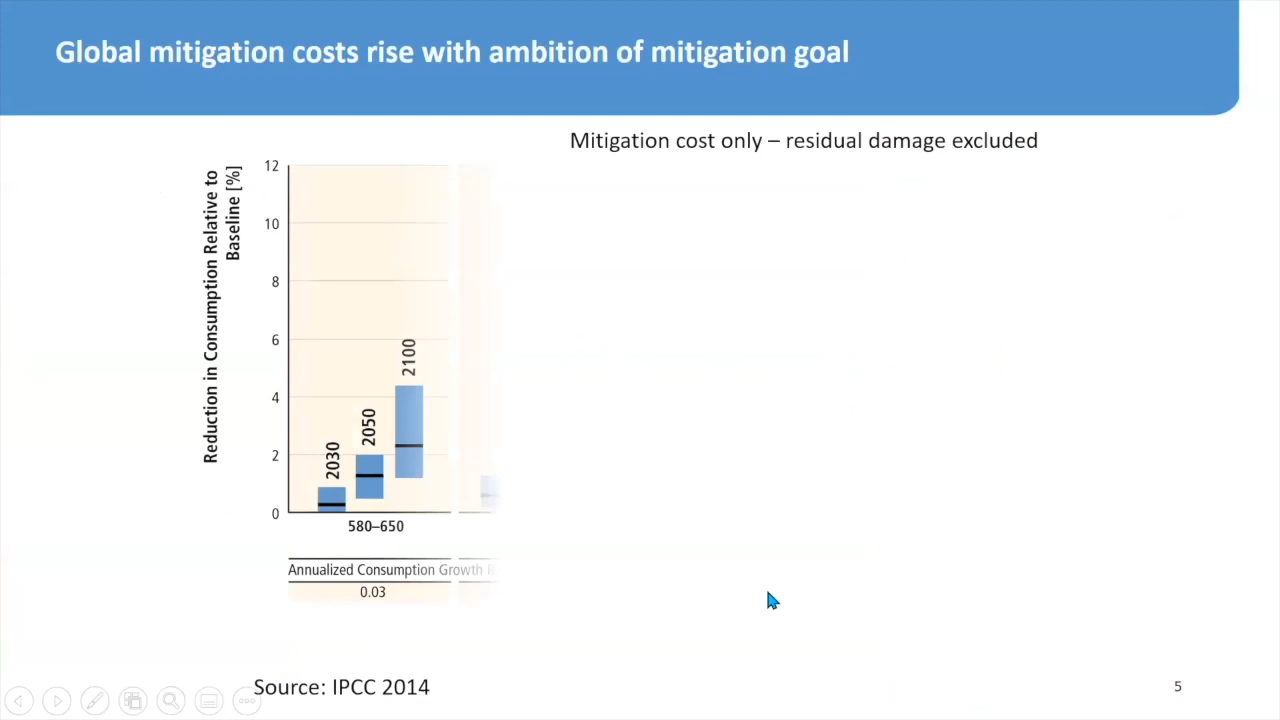 Global mitigation costs rise with ambition of mitigation goal
Mitigation cost only – residual damage excluded
Reduction in Consumption Relative to
Baseline [%]
12
10
8
6
4
2
0
2030
2050
2100
580–650
Annualized Consumption Growth
0.03
Source: IPCC 2014
5